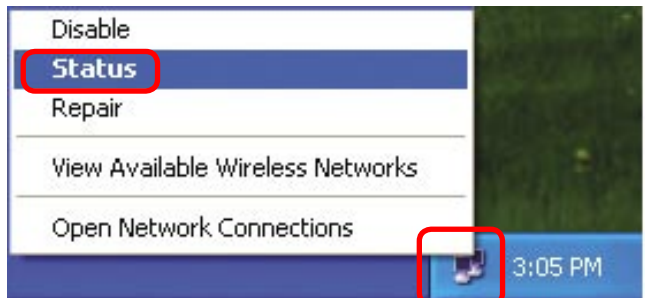 Disable
Status
Repair
View Available Wireless Networks
Open Network Connections
3:05 PM